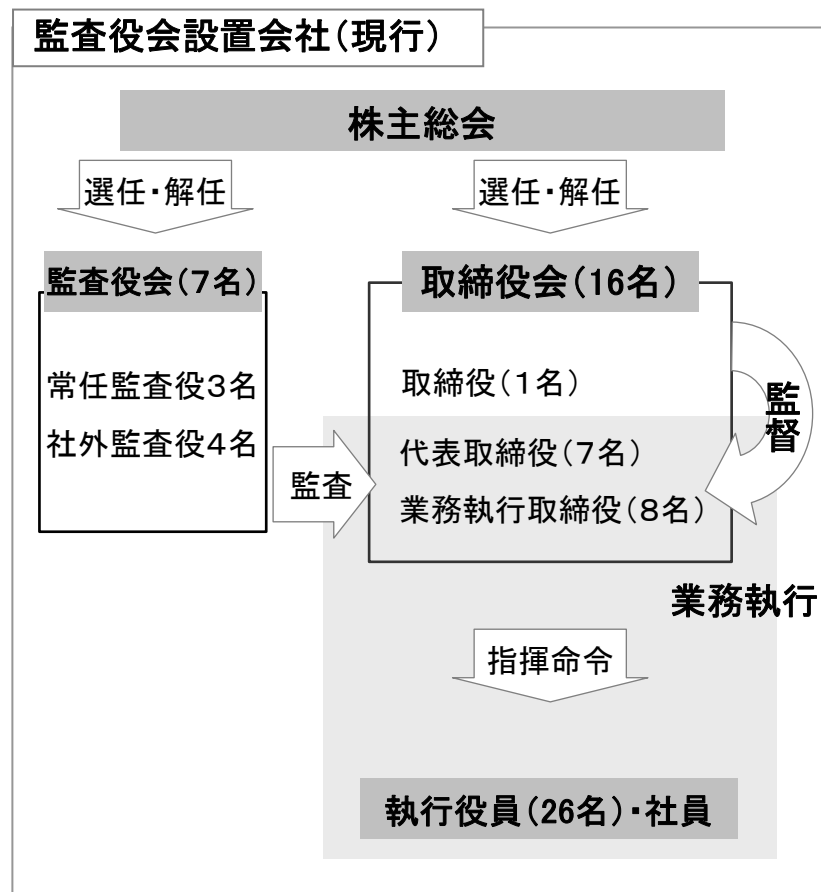 監査役会設置会社(現行)
株主総会
選任・解任
選任・解任
監査役会(7名)
取締役会(16名)
常任監査役3名
社外監査役4名
取締役(1名)
監督
代表取締役(7名)
監査
業務執行取締役(8名)
業務執行
指揮命令
執行役員(26名)・社員